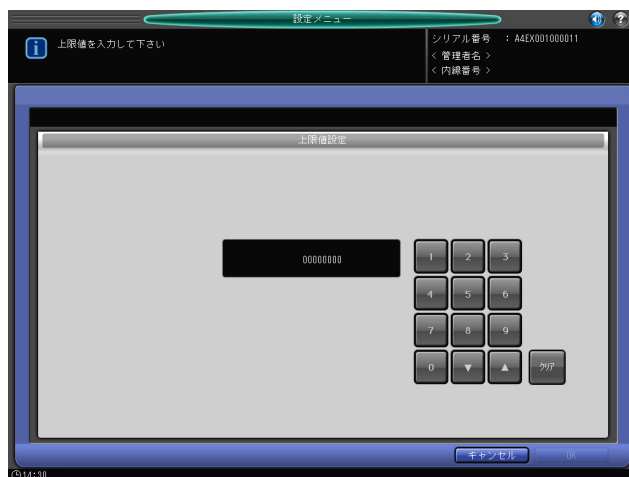 設定メニュー
上限値を入力して下さい
シリアル番号 : A4EX001000011
< 管理者名 >
< 内線番号 >
上限値設定
00000000
1 2 3
4 5 6
7 8 9
0 ▼ ▲ クリア
キャンセル OK
14:30